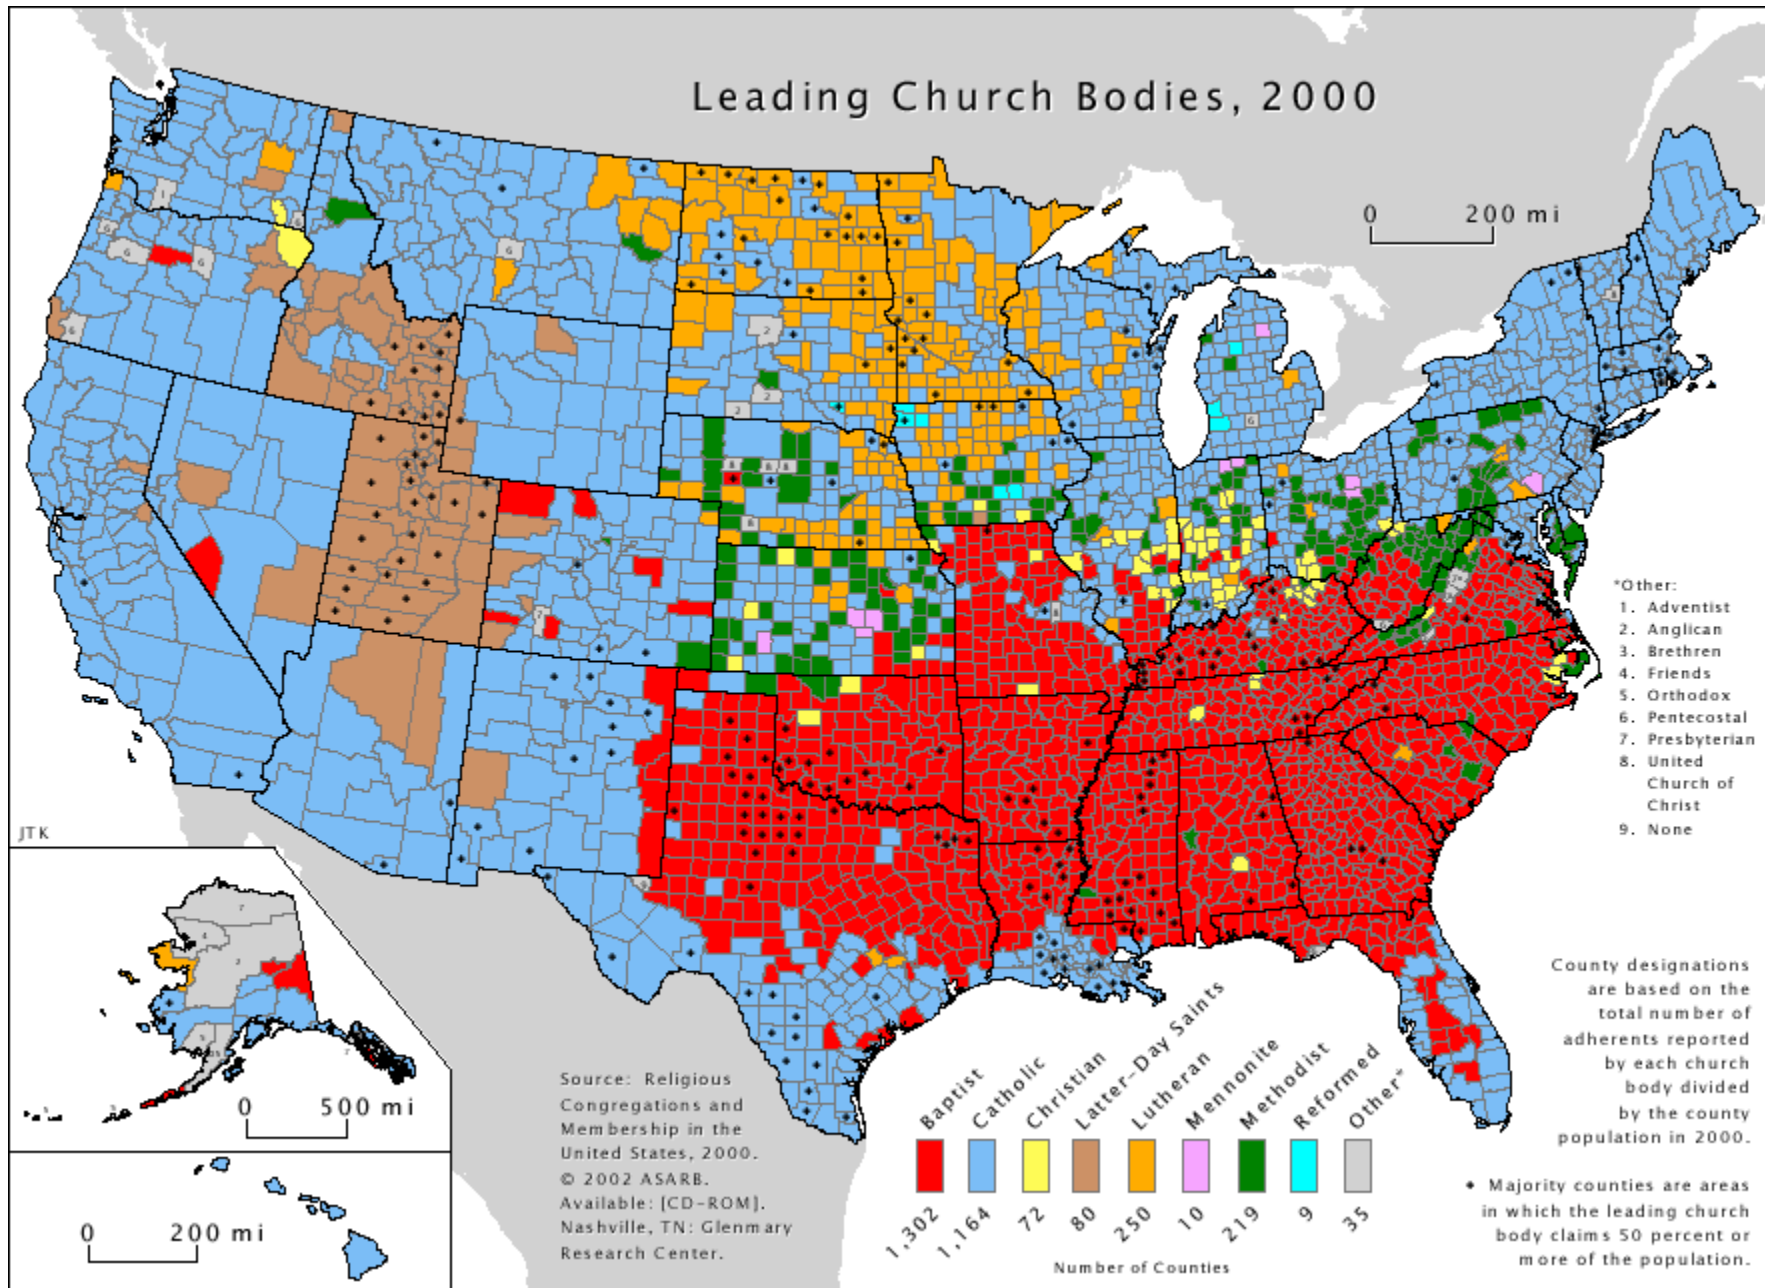 Leading Church Bodies, 2000
0 200 mi
*Other:
1. Adventist
2. Anglican
3. Brethren
4. Friends
5. Orthodox
6. Pentecostal
7. Presbyterian
8. United
Church of
Christ
9. None
JTK
County designations
are based on the
total number of
adherents reported
by each church
body divided
by the county
population in 2000.
Majority counties are areas
in which the leading church
body claims 50 percent or
more of the population.
Source: Religious
Congregations and
Membership in the
United States, 2000.
© 2002 ASARB.
Available: [CD-ROM].
Nashville, TN: Glenmary
Research Center.
Baptist
Catholic
Christian
Latter-Day Saints
Lutheran
Mennonite
Methodist
Reformed
Other*
1,302
1,164
72
80
250
10
219
9
35
Number of Counties
0 500 mi
0 200 mi